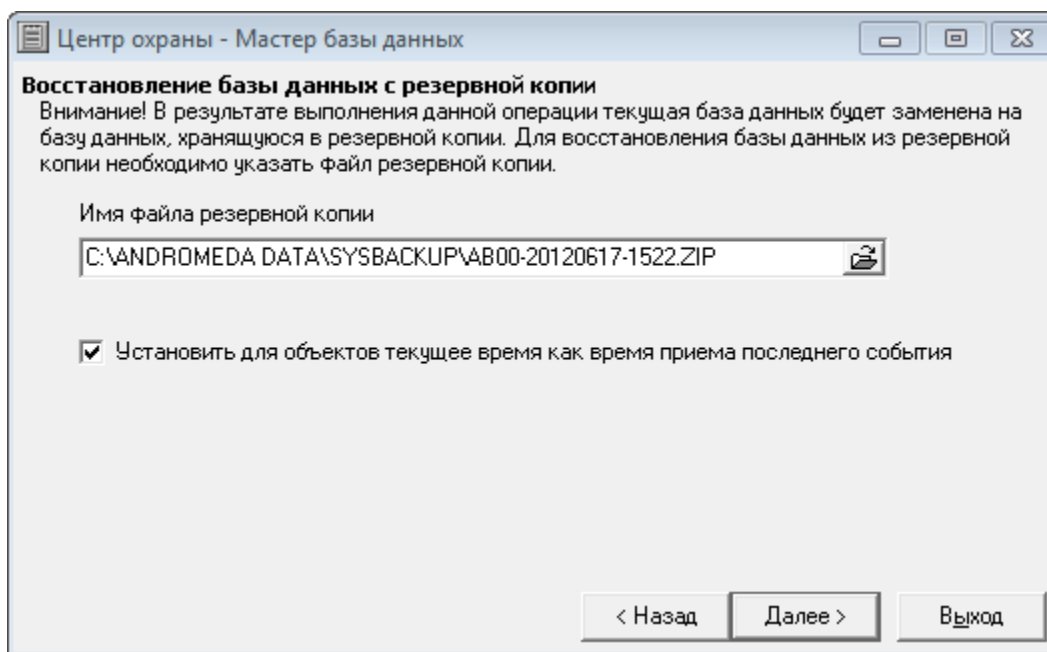 Центр охраны - Мастер базы данных
Восстановление базы данных с резервной копии
Внимание! В результате выполнения данной операции текущая база данных будет заменена на
базу данных, хранящуюся в резервной копии. Для восстановления базы данных из резервной
копии необходимо указать файл резервной копии.
Имя файла резервной копии
C:\ANDROMEDA DATA\SYSBACKUP\AB00-20120617-1522.ZIP
Установить для объектов текущее время как время приема последнего события
< Назад Далее > Выход